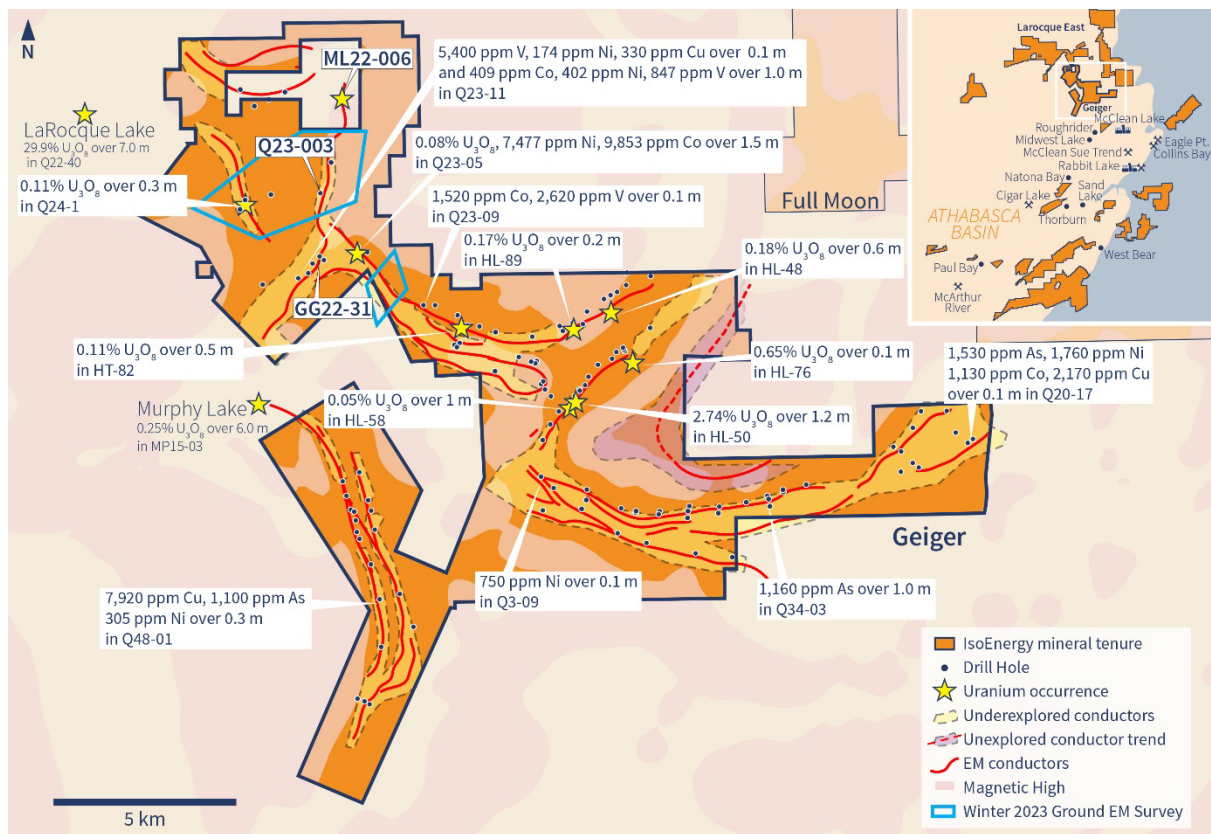 N
ML22-006
5,400 ppm V, 174 ppm Ni, 330 ppm Cu over 0.1 m
and 409 ppm Co, 402 ppm Ni, 847 ppm V over 1.0 m
in Q23-11
LaRocque Lake
29.9% U3O8 over 7.0 m
in Q22-40
Q23-003
0.08% U3O8, 7,477 ppm Ni, 9,853 ppm Co over 1.5 m
in Q23-05
0.11% U3O8 over 0.3 m
in Q24-1
1,520 ppm Co, 2,620 ppm V over 0.1 m
in Q23-09
Full Moon
0.17% U3O8 over 0.2 m
in HL-89
0.18% U3O8 over 0.6 m
in HL-48
GG22-31
0.11% U3O8 over 0.5 m
in HT-82
0.65% U3O8 over 0.1 m
in HL-76
1,530 ppm As, 1,760 ppm Ni
1,130 ppm Co, 2,170 ppm Cu
over 0.1 m in Q20-17
Murphy Lake
0.25% U3O8 over 6.0 m
in MP15-03
0.05% U3O8 over 1 m
in HL-58
2.74% U3O8 over 1.2 m
in HL-50
Geiger
750 ppm Ni over 0.1 m
in Q3-09
1,160 ppm As over 1.0 m
in Q34-03
7,920 ppm Cu, 1,100 ppm As
305 ppm Ni over 0.3 m
in Q48-01
5 km
Larocque East
Geiger
McClean Lake
Roughrider
Midwest Lake
McClean Sue Trend
Eagle Pt.
Collins Bay
Rabbit Lake
Natona Bay
Sand
Lake
Cigar Lake
Thorburn
ATHABASCA
BASIN
West Bear
Paul Bay
McArthur
River
IsoEnergy mineral tenure
Drill Hole
Uranium occurrence
Underexplored conductors
Unexplored conductor trend
EM conductors
Magnetic High
Winter 2023 Ground EM Survey